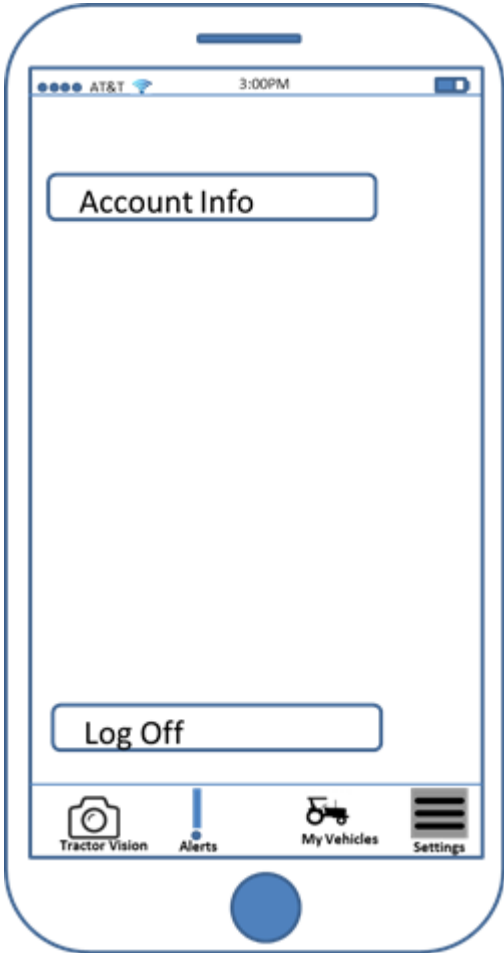 AT&T 3:00PM
Account Info
Log Off
Tractor Vision Alerts My Vehicles Settings